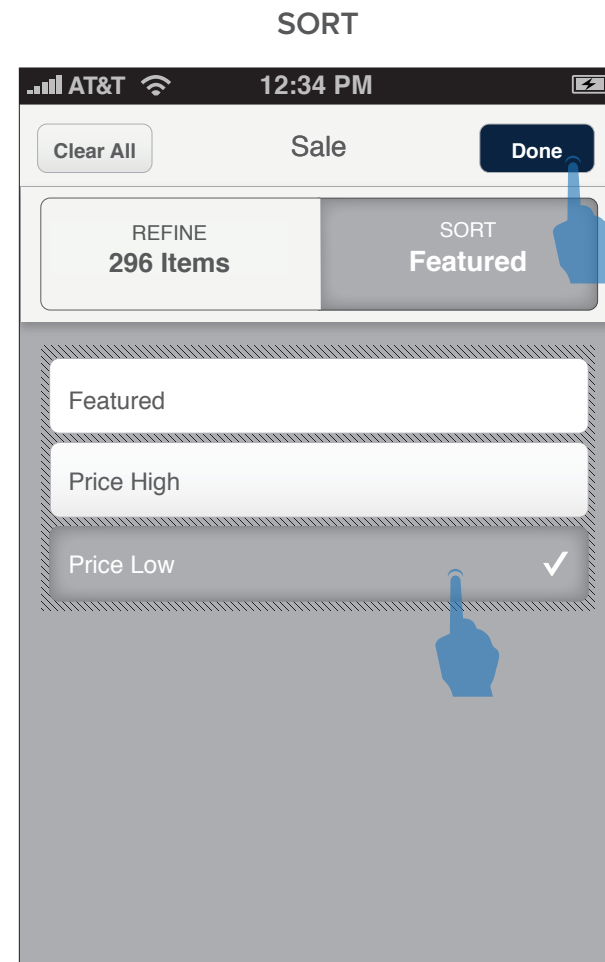 SORT
AT&T 12:34 PM
Clear All Sale Done
REFINE SORT
296 Items Featured
Featured
Price High
Price Low